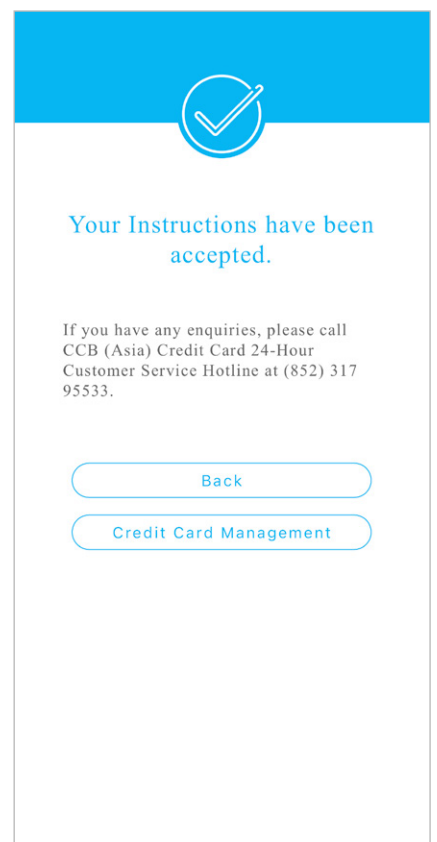 Your Instructions have been
accepted.
If you have any enquiries, please call
CCB (Asia) Credit Card 24-Hour
Customer Service Hotline at (852) 317
95533.
Back
Credit Card Management